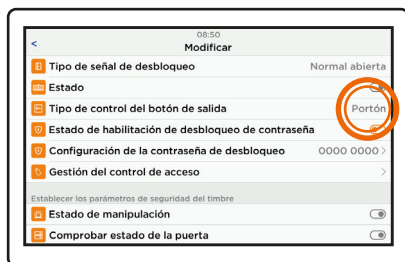 08:50
< Modificar
Tipo de señal de desbloqueo Normal abierta
Estado
Tipo de control del botón de salida Portón
Estado de habilitación de desbloqueo de contraseña
Configuración de la contraseña de desbloqueo 0000 0000 >
Gestión del control de acceso >
Establecer los parámetros de seguridad del timbre
Estado de manipulación
Comprobar estado de la puerta